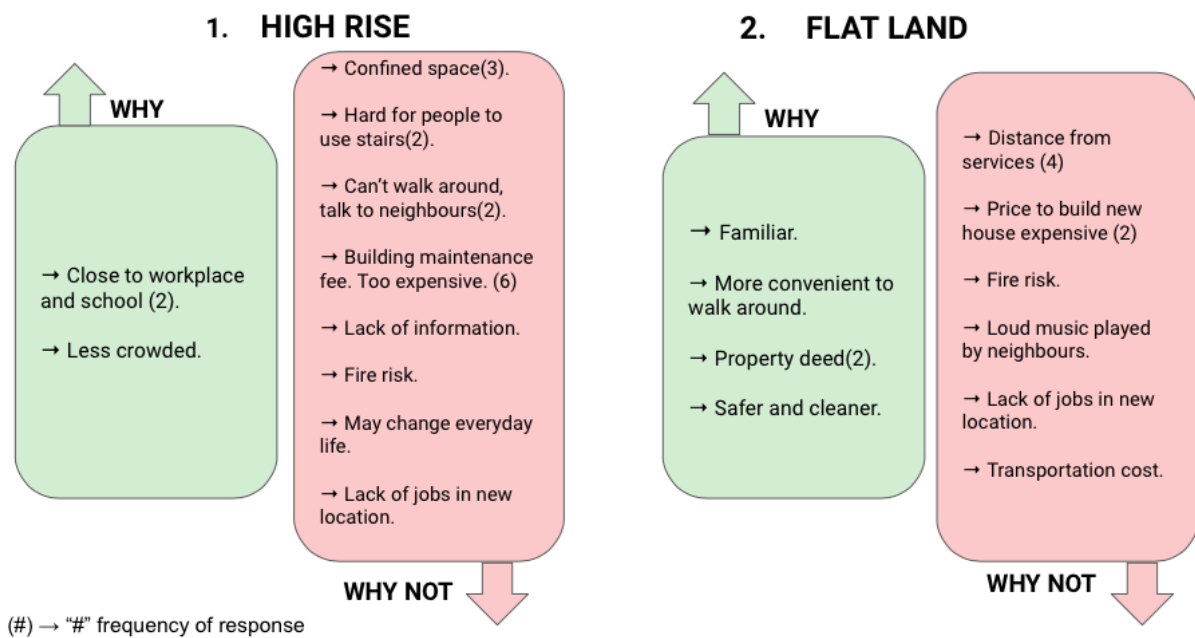 1. HIGH RISE
WHY
→ Close to workplace
and school (2).
→ Less crowded.
→ Confined space(3).
→ Hard for people to
use stairs(2).
→ Can't walk around,
talk to neighbours(2).
→ Building maintenance
fee. Too expensive. (6)
→ Lack of information.
→ Fire risk.
→ May change everyday
life.
→ Lack of jobs in new
location.
WHY NOT
2. FLAT LAND
WHY
→ Familiar.
→ More convenient to
walk around.
→ Property deed(2).
→ Safer and cleaner.
→ Distance from
services (4)
→ Price to build new
house expensive (2)
→ Fire risk.
→ Loud music played
by neighbours.
→ Lack of jobs in new
location.
→ Transportation cost.
WHY NOT
(#) → “#” frequency of response